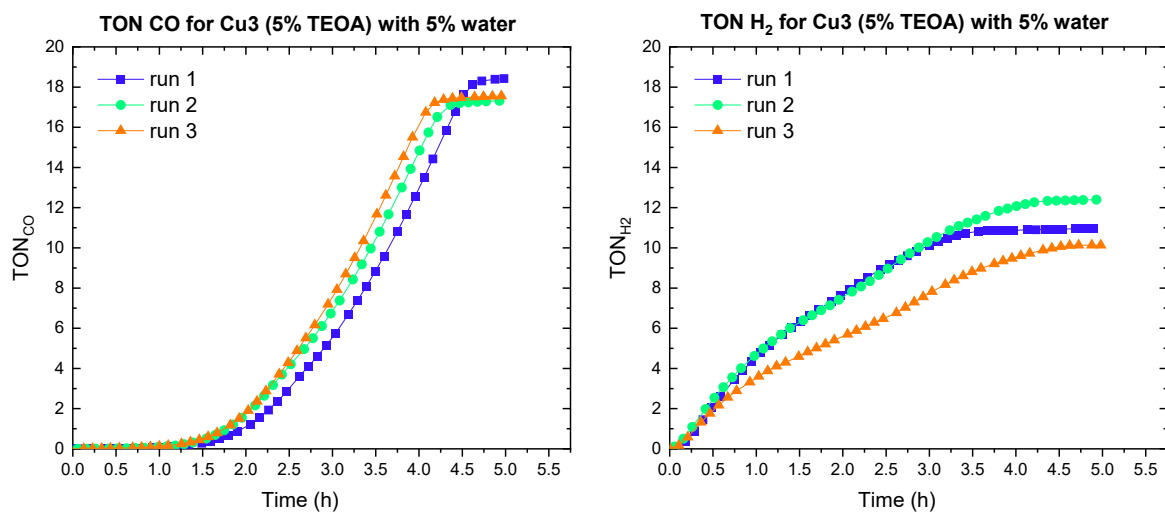 TON CO for Cu3 (5% TEOA) with 5% water
20
18
16
14
12
10
8
6
4
2
0
TON_CO
run 1
run 2
run 3
0.0 0.5 1.0 1.5 2.0 2.5 3.0 3.5 4.0 4.5 5.0 5.5
Time (h)
TON H₂ for Cu3 (5% TEOA) with 5% water
20
18
16
14
12
10
8
6
4
2
0
TON_H2
run 1
run 2
run 3
0.0 0.5 1.0 1.5 2.0 2.5 3.0 3.5 4.0 4.5 5.0 5.5
Time (h)